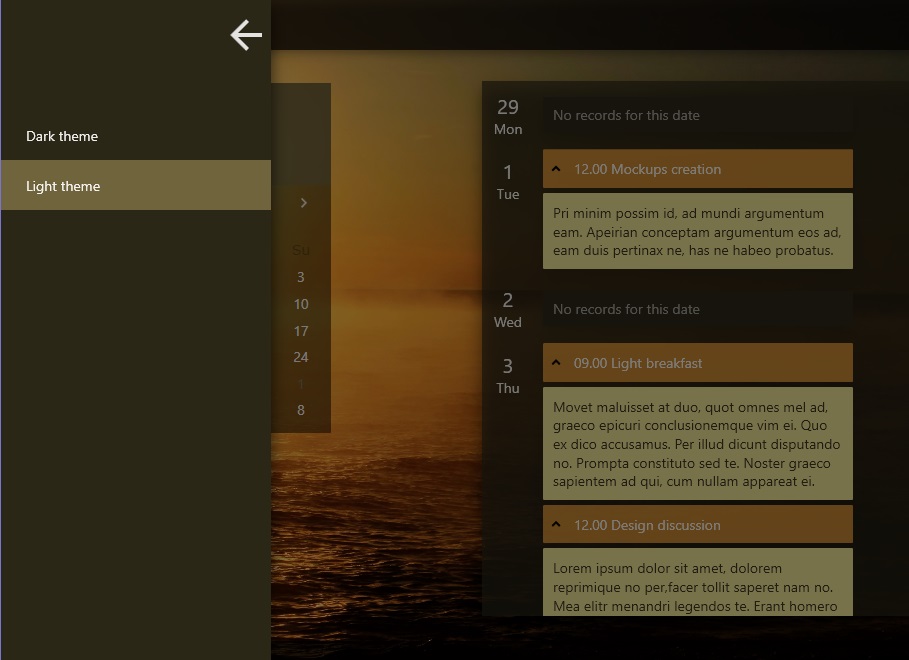 Dark theme
Light theme
Su
3
10
17
24
1
8
29
Mon
No records for this date
1
Tue
12.00 Mockups creation
Pri minim possim id, ad mundi argumentum
eam. Apeirian conceptam argumentum eos ad,
eam duis pertinax ne, has ne habeo probatus.
2
Wed
No records for this date
3
Thu
09.00 Light breakfast
Movet maluisset at duo, quot omnes mel ad,
graeco epicuri conclusionemque vim ei. Quo
ex dico accusamus. Per illud dicunt disputando
no. Prompta constituto sed te. Noster graeco
sapientem ad qui, cum nullam appareat ei.
12.00 Design discussion
Lorem ipsum dolor sit amet, dolorem
reprimique no per,facer tollit saperet nam no.
Mea elitr menandri legendos te. Erant homero